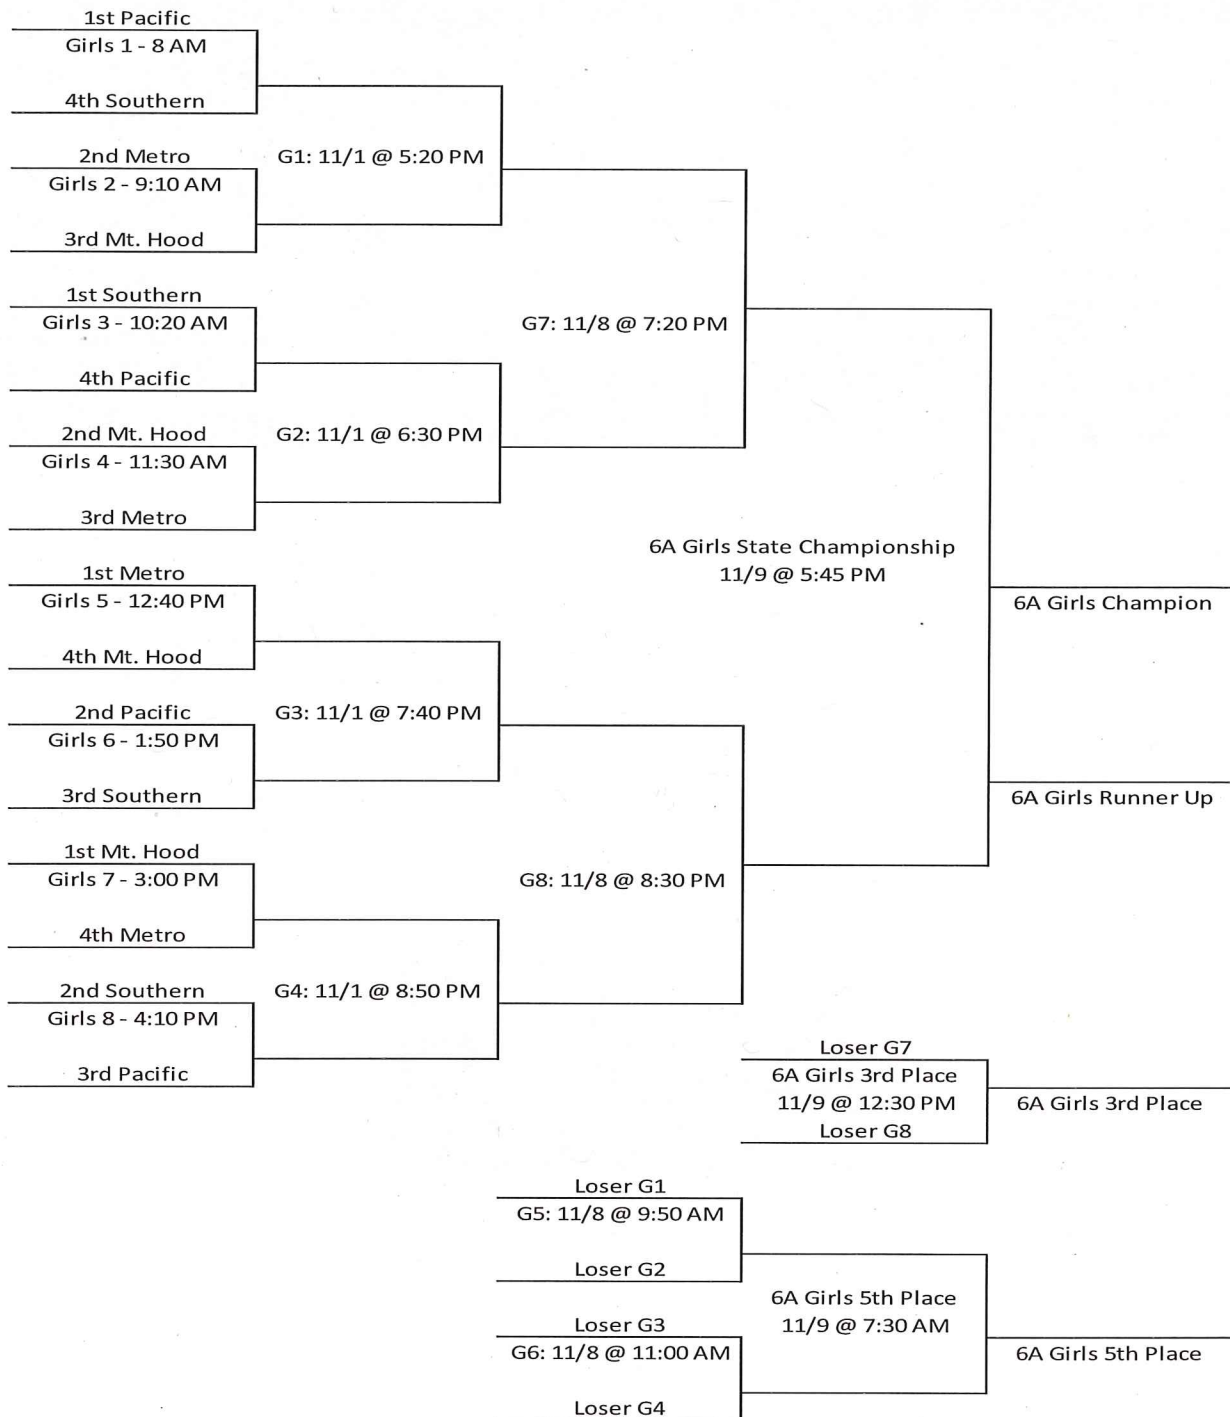 1st Pacific
Girls 1 - 8 AM
4th Southern
2nd Metro
G1: 11/1 @ 5:20 PM
Girls 2 - 9:10 AM
3rd Mt. Hood
1st Southern
Girls 3 - 10:20 AM
G7: 11/8 @ 7:20 PM
4th Pacific
2nd Mt. Hood
G2: 11/1 @ 6:30 PM
Girls 4 - 11:30 AM
3rd Metro
6A Girls State Championship
11/9 @ 5:45 PM
1st Metro
Girls 5 - 12:40 PM
6A Girls Champion
4th Mt. Hood
2nd Pacific
G3: 11/1 @ 7:40 PM
Girls 6 - 1:50 PM
3rd Southern
6A Girls Runner Up
1st Mt. Hood
Girls 7 - 3:00 PM
G8: 11/8 @ 8:30 PM
4th Metro
2nd Southern
G4: 11/1 @ 8:50 PM
Girls 8 - 4:10 PM
3rd Pacific
Loser G7
6A Girls 3rd Place
11/9 @ 12:30 PM
6A Girls 3rd Place
Loser G8
Loser G1
G5: 11/8 @ 9:50 AM
Loser G2
6A Girls 5th Place
11/9 @ 7:30 AM
Loser G3
G6: 11/8 @ 11:00 AM
6A Girls 5th Place
Loser G4